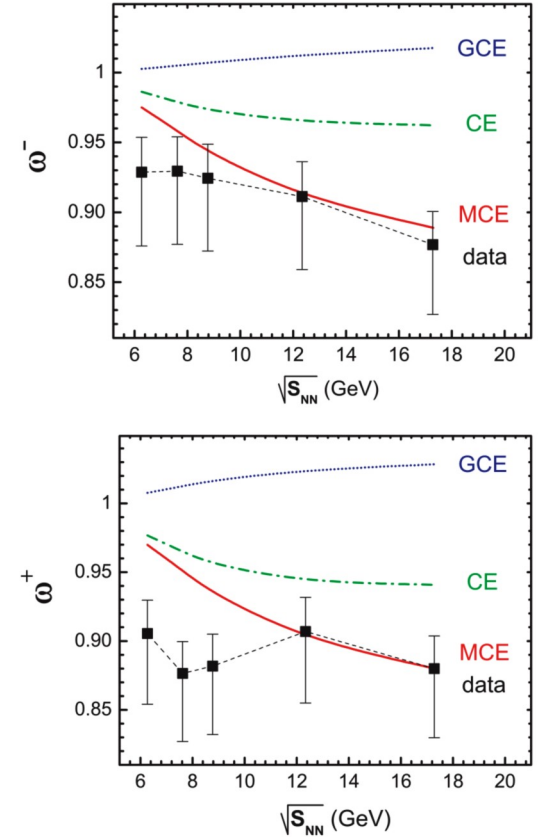 GCE
1
CE
0.95
ω⁻
0.90
MCE
data
0.85
6 8 10 12 14 16 18 20
√S_NN (GeV)
GCE
1
CE
0.95
ω⁺
0.90
MCE
data
0.85
6 8 10 12 14 16 18 20
√S_NN (GeV)